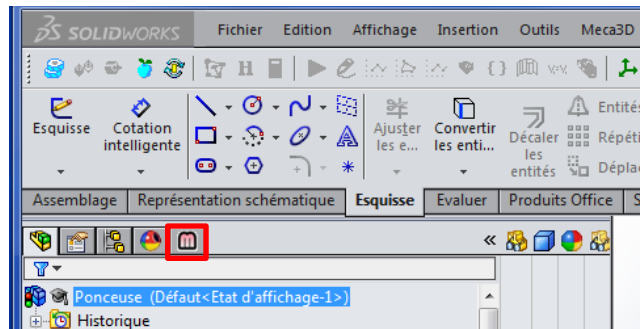 SOLIDWORKS Fichier Edition Affichage Insertion Outils Meca3D
Esquisse Cotation intelligente Ajuster les e... Convertir les enti... Décaler les entités Entités
Répéti
Déplac
Assemblage Représentation schématique Esquisse Evaluer Produits Office S
Ponceuse (Défaut<Etat d'affichage-1>)
Historique